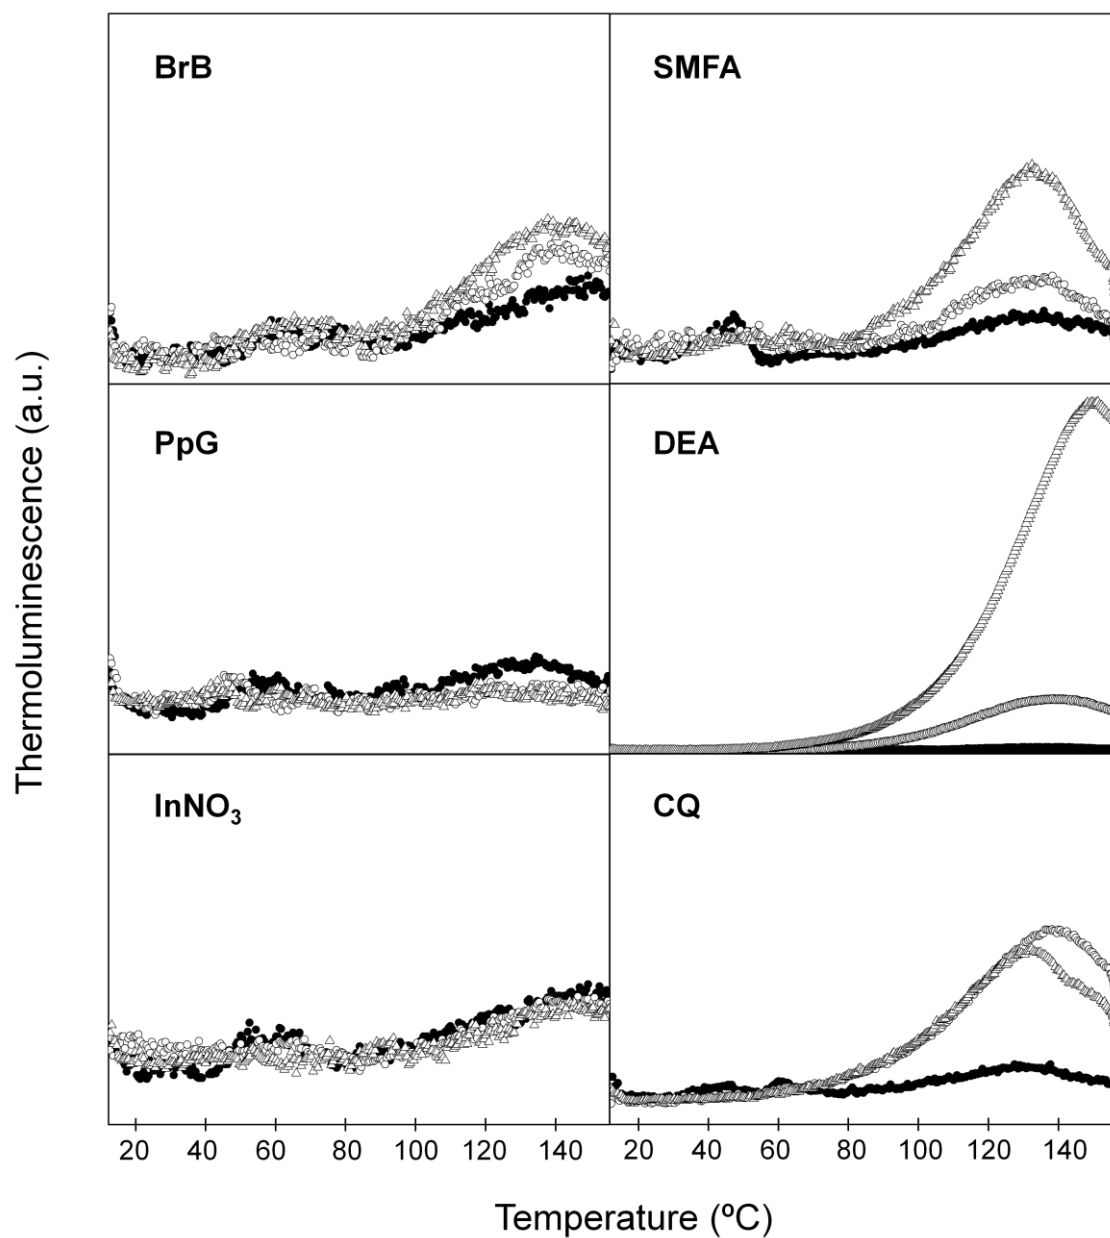 BrB
SMFA
PpG
DEA
InNO₃
CQ
Thermoluminescence (a.u.)
20 40 60 80 100 120 140 20 40 60 80 100 120 140
Temperature (ºC)